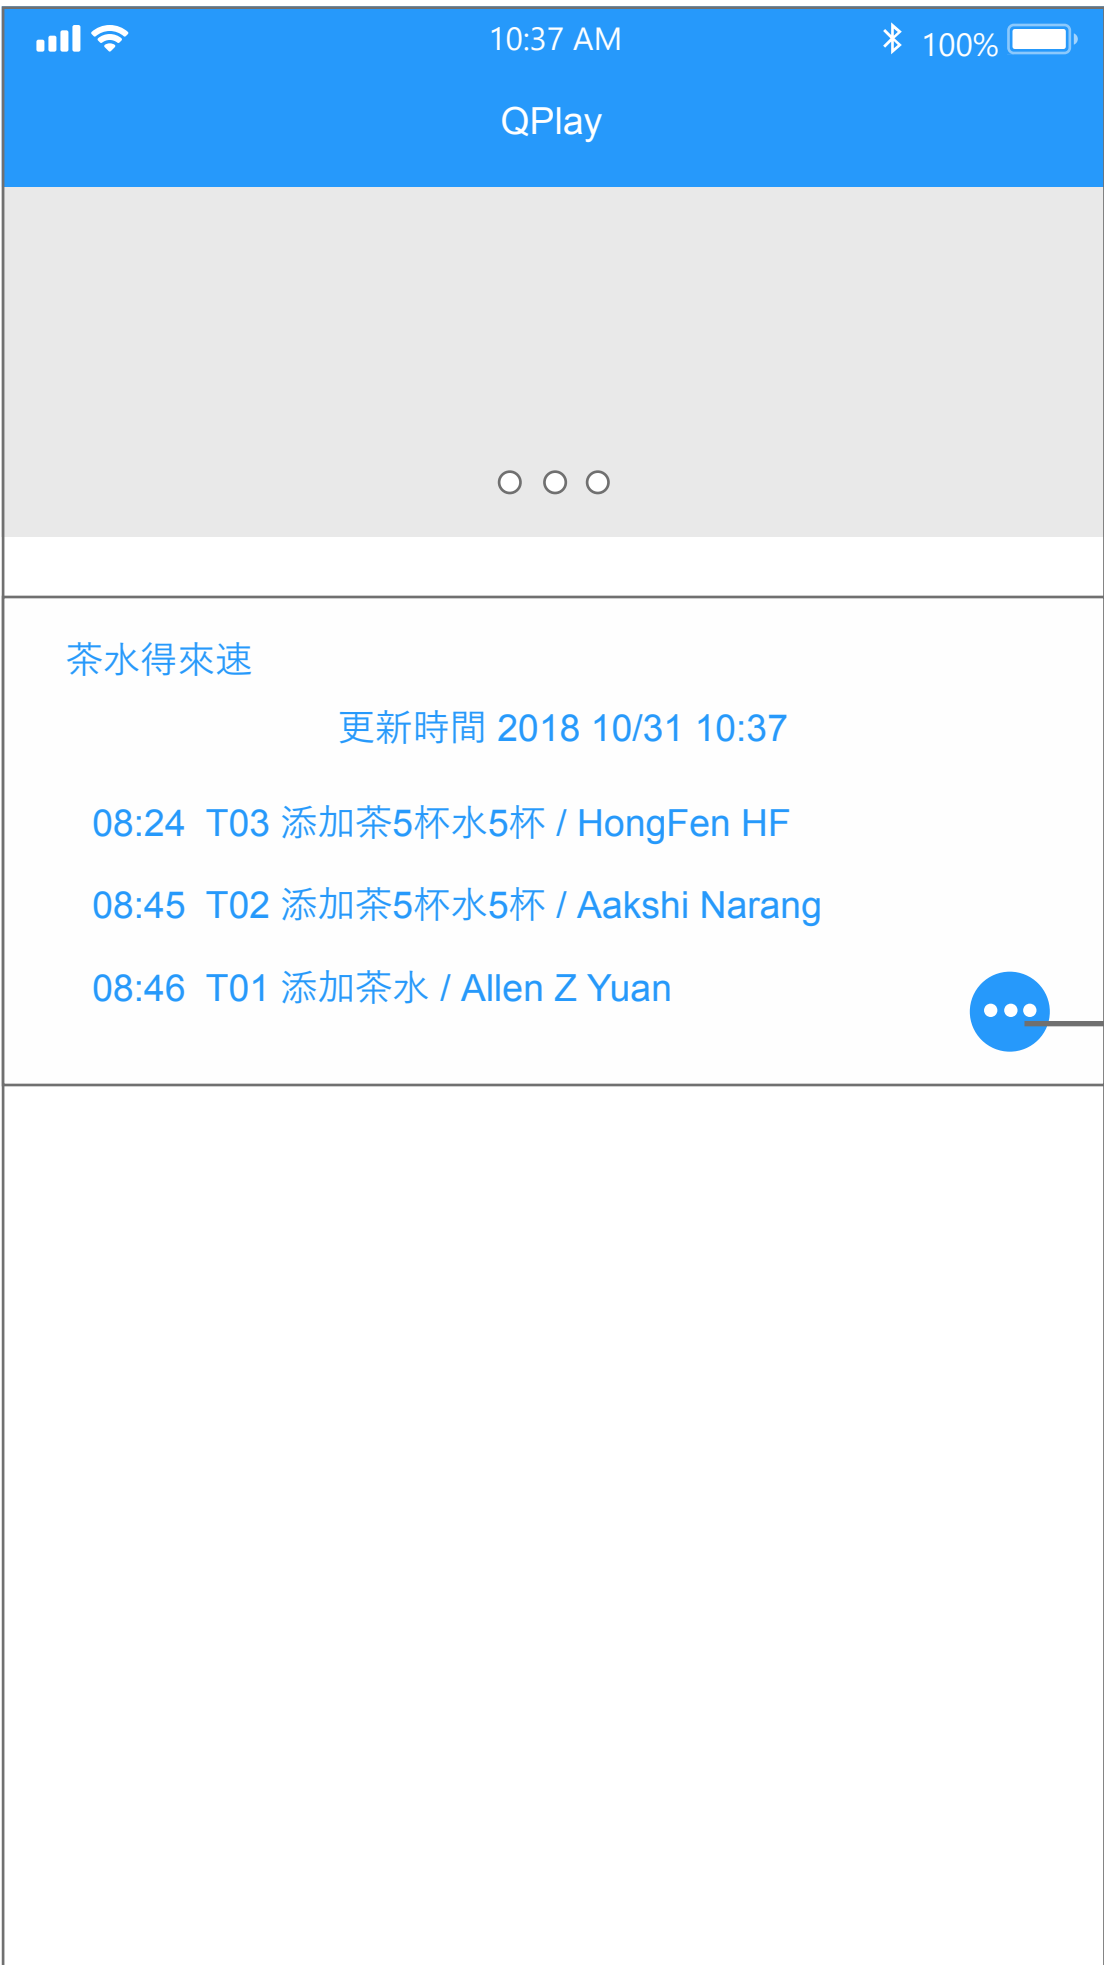 10:37 AM 100%
QPlay
茶水得來速
更新時間 2018 10/31 10:37
08:24 T03 添加茶5杯水5杯 / HongFen HF
08:45 T02 添加茶5杯水5杯 / Aakshi Narang
08:46 T01 添加茶水 / Allen Z Yuan